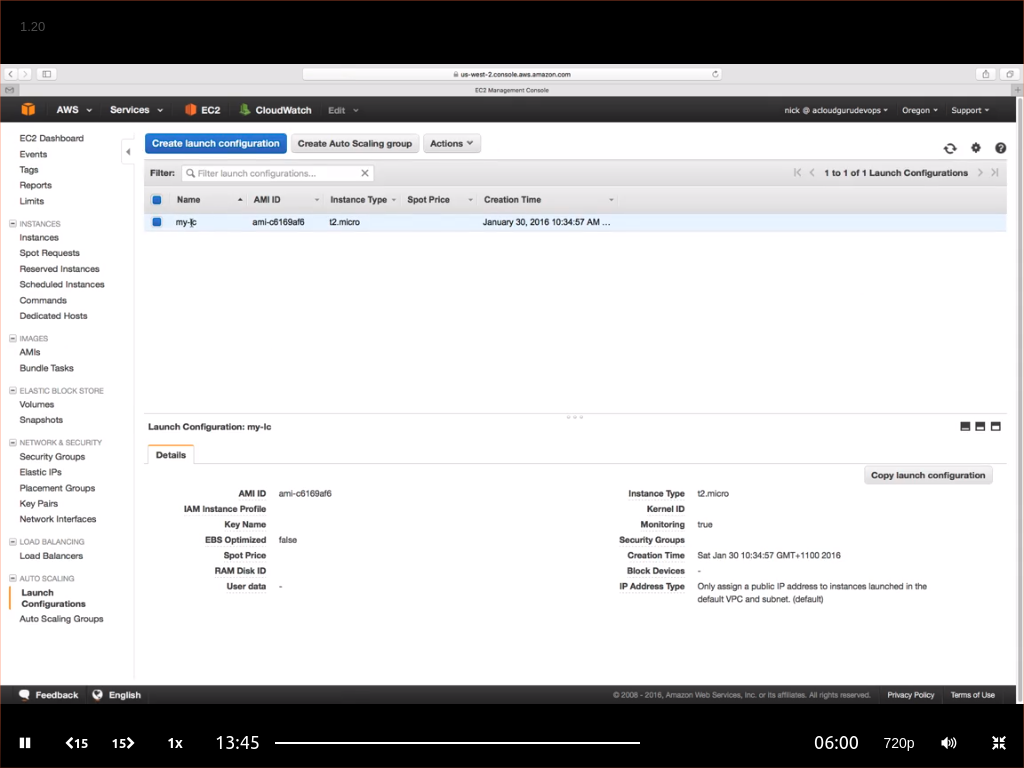 1.20
us-west-2.console.aws.amazon.com
EC2 Management Console
AWS Services EC2 CloudWatch Edit nick @ acloudgurudevops Oregon Support
EC2 Dashboard
Events
Tags
Reports
Limits
INSTANCES
Instances
Spot Requests
Reserved Instances
Scheduled Instances
Commands
Dedicated Hosts
IMAGES
AMIs
Bundle Tasks
ELASTIC BLOCK STORE
Volumes
Snapshots
NETWORK & SECURITY
Security Groups
Elastic IPs
Placement Groups
Key Pairs
Network Interfaces
LOAD BALANCING
Load Balancers
AUTO SCALING
Launch
Configurations
Auto Scaling Groups
Create launch configuration Create Auto Scaling group Actions
Filter: Filter launch configurations... 1 to 1 of 1 Launch Configurations
Name AMI ID Instance Type Spot Price Creation Time
my-lc ami-c6169af6 t2.micro January 30, 2016 10:34:57 AM ...
Launch Configuration: my-lc
Details
Copy launch configuration
AMI ID ami-c6169af6
IAM Instance Profile
Key Name
EBS Optimized false
Spot Price
RAM Disk ID
User data -
Instance Type t2.micro
Kernel ID
Monitoring true
Security Groups
Creation Time Sat Jan 30 10:34:57 GMT+1100 2016
Block Devices -
IP Address Type Only assign a public IP address to instances launched in the
default VPC and subnet. (default)
Feedback English © 2008 - 2016, Amazon Web Services, Inc. or its affiliates. All rights reserved. Privacy Policy Terms of Use
15 15 1x 13:45 06:00 720p